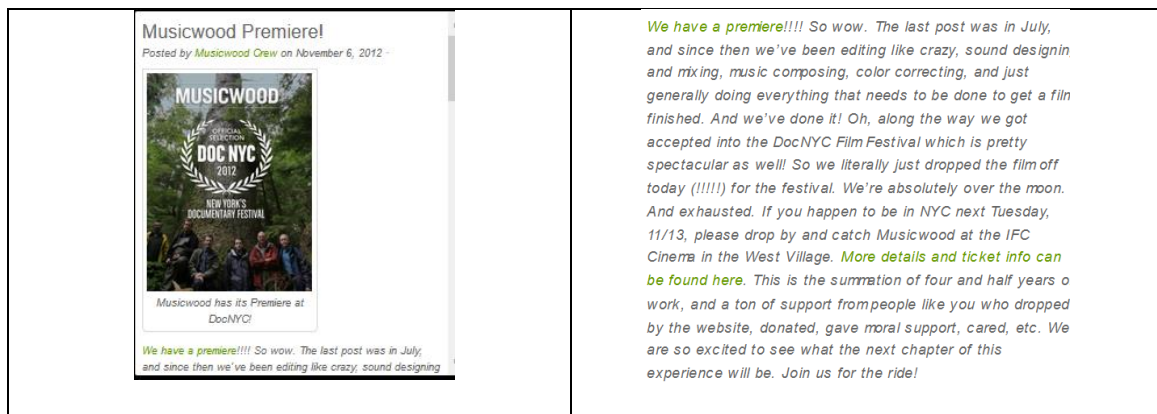 Musicwood Premiere!
Posted by Musicwood Crew on November 6, 2012 -
MUSICWOOD
OFFICIAL
SELECTION
DOC NYC
2012
NEW YORK'S
DOCUMENTARY FESTIVAL
Musicwood has its Premiere at
DocNYC!
We have a premiere!!!! So wow. The last post was in July,
and since then we've been editing like crazy, sound designing
We have a premiere!!!! So wow. The last post was in July,
and since then we've been editing like crazy, sound designin
and mixing, music composing, color correcting, and just
generally doing everything that needs to be done to get a film
finished. And we've done it! Oh, along the way we got
accepted into the DocNYC Film Festival which is pretty
spectacular as well! So we literally just dropped the film off
today (!!!!!) for the festival. We're absolutely over the moon.
And exhausted. If you happen to be in NYC next Tuesday,
11/13, please drop by and catch Musicwood at the IFC
Cinema in the West Village. More details and ticket info can
be found here. This is the summation of four and half years o
work, and a ton of support from people like you who dropped
by the website, donated, gave moral support, cared, etc. We
are so excited to see what the next chapter of this
experience will be. Join us for the ride!